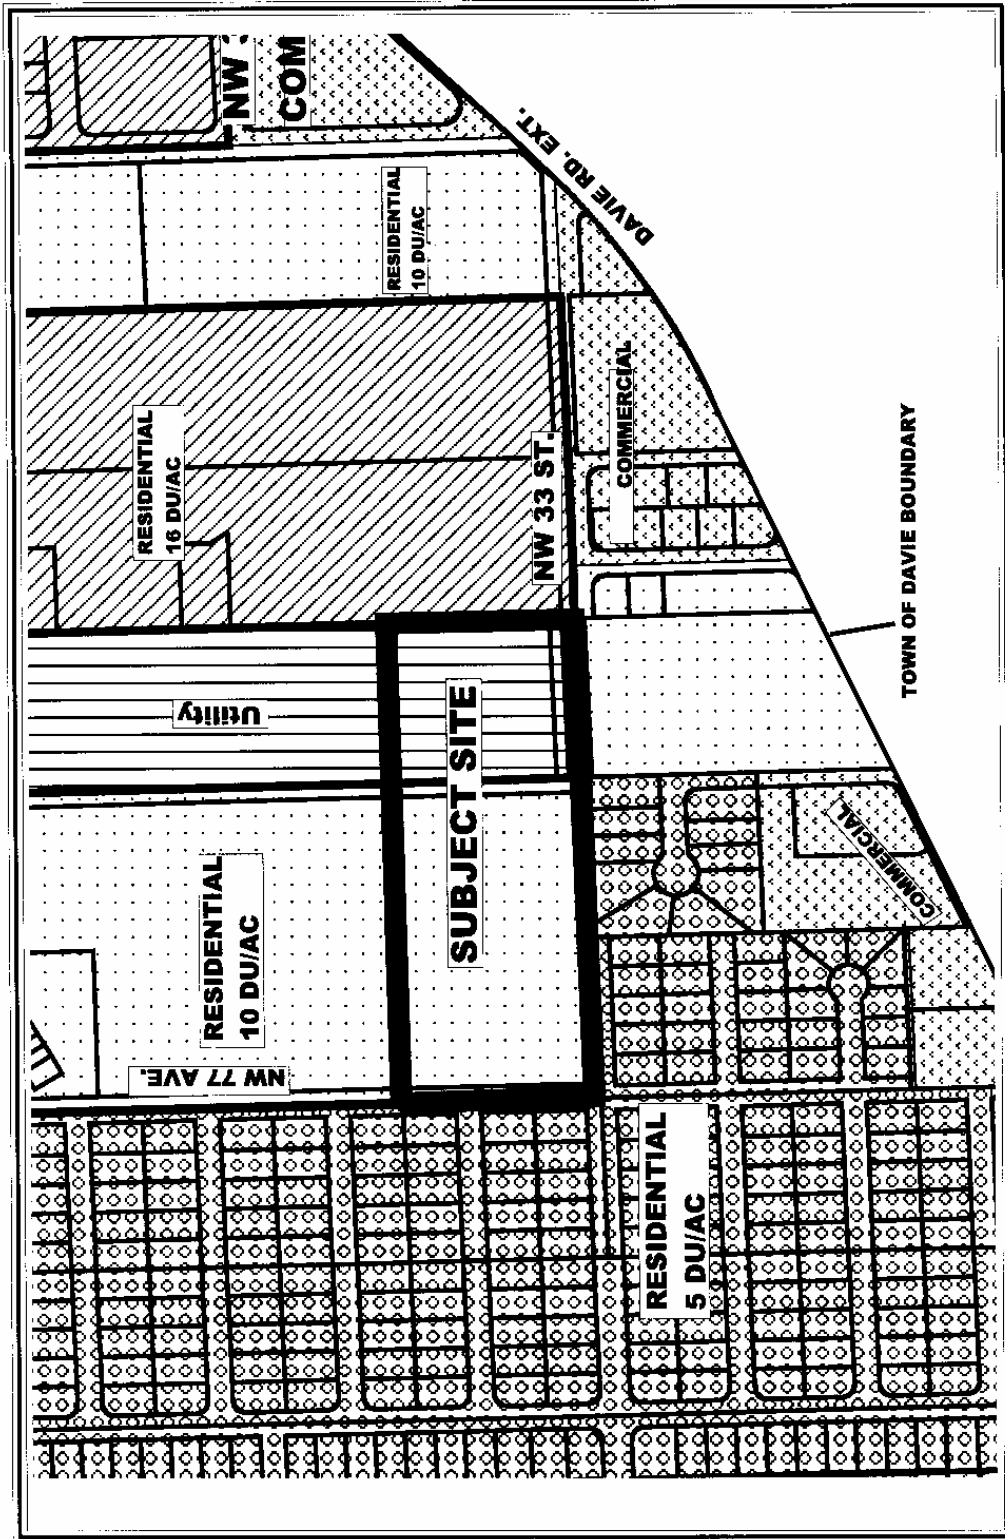 NW
COM
DAVIE RD. EXT.
RESIDENTIAL
10 DU/AC
RESIDENTIAL
16 DU/AC
COMMERCIAL
NW 33 ST.
TOWN OF DAVIE BOUNDARY
Utility
SUBJECT SITE
COMMERCIAL
RESIDENTIAL
10 DU/AC
NW 77 AVE.
RESIDENTIAL
5 DU/AC